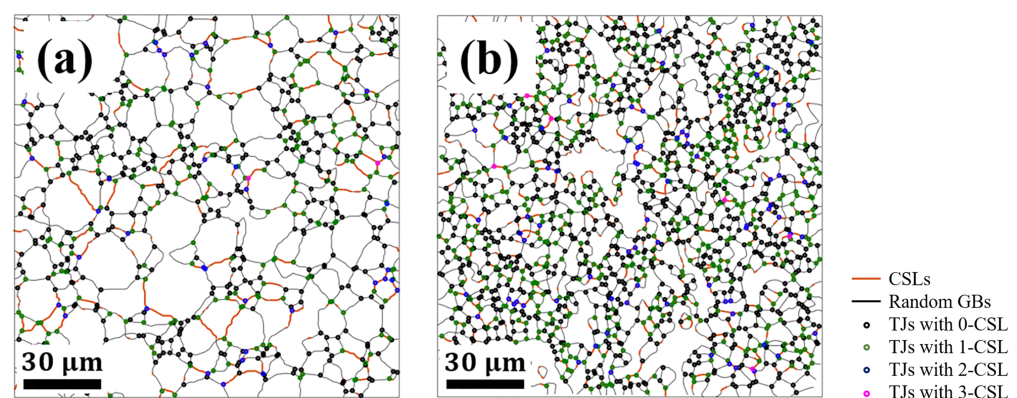 (a)
(b)
30 μm
30 μm
CSLs
Random GBs
TJs with 0-CSL
TJs with 1-CSL
TJs with 2-CSL
TJs with 3-CSL